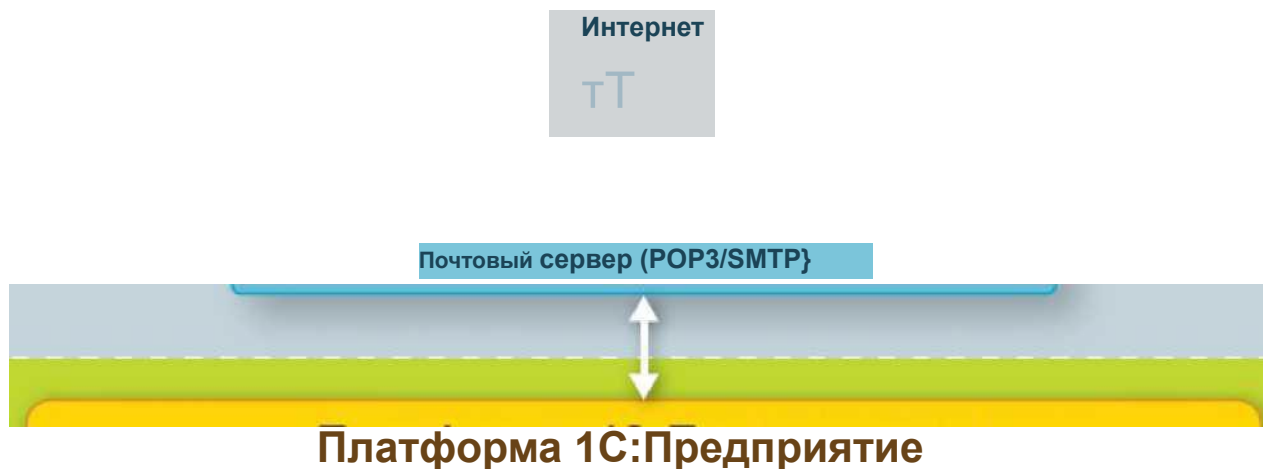 Интернет
тТ
Почтовый сервер (POP3/SMTP}
Платформа 1С:Предприятие